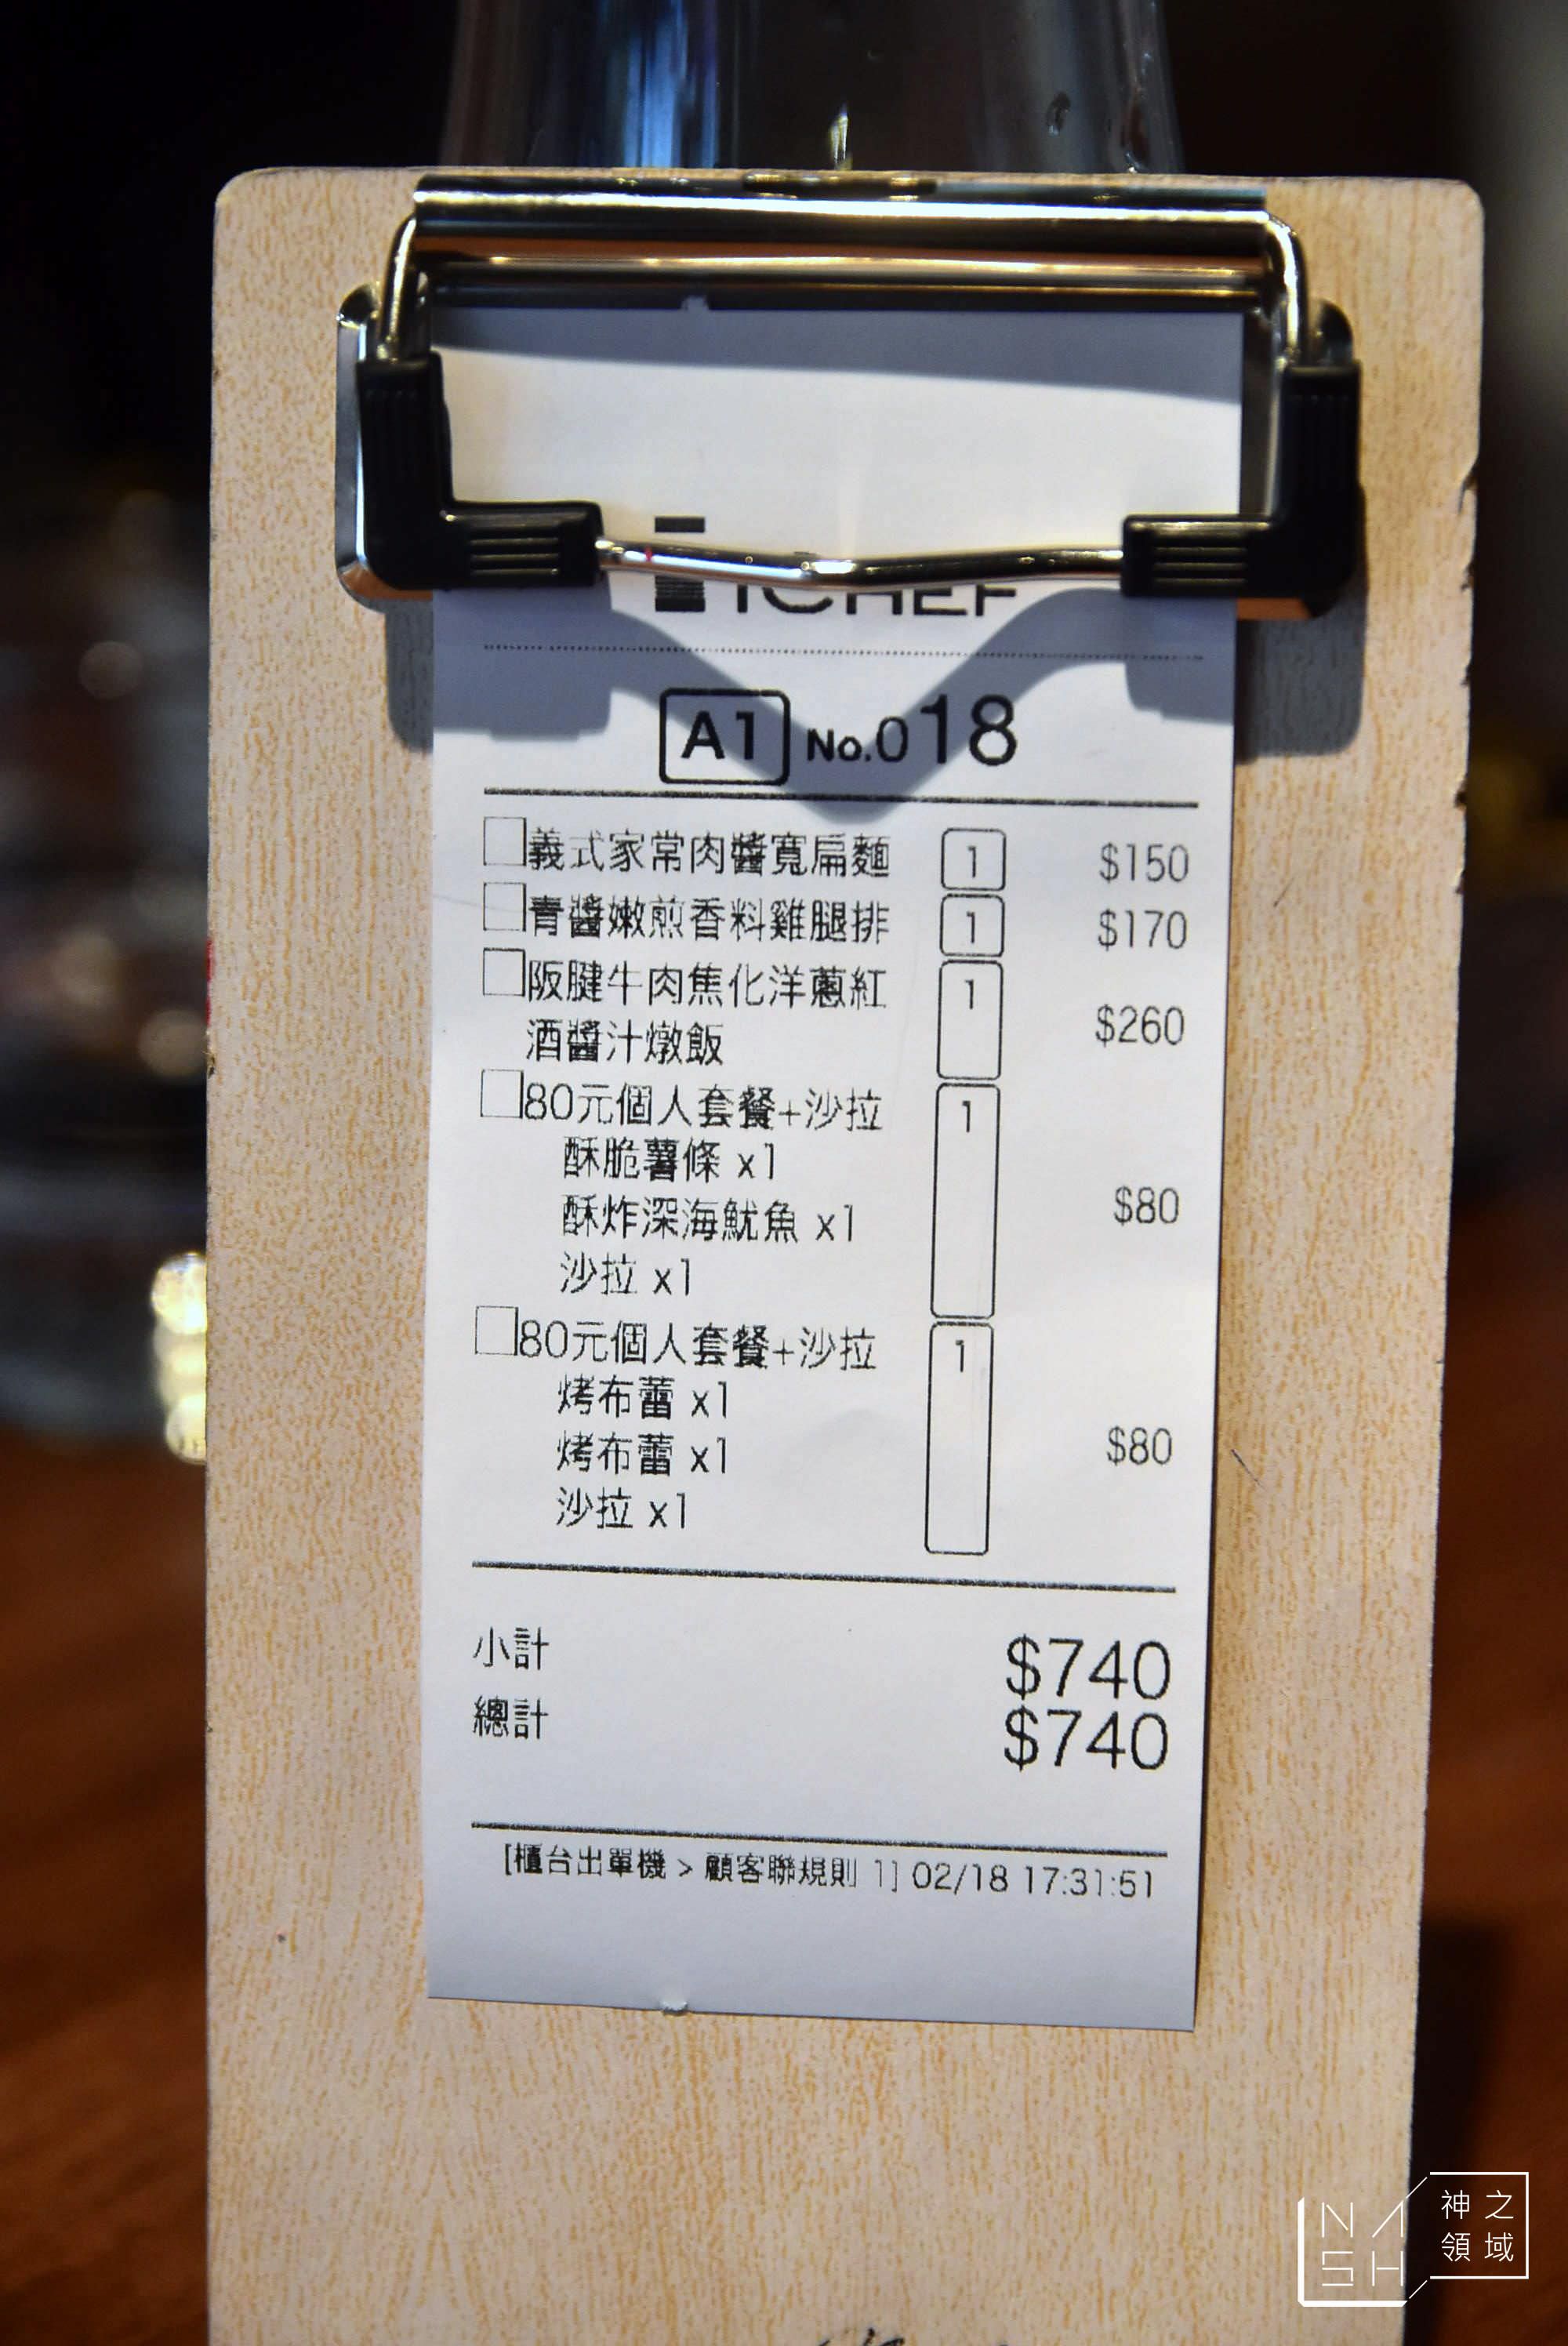 iCHEF
A1 No.018
義式家常肉醬寬扁麵 1 $150
青醬嫩煎香料雞腿排 1 $170
阪腱牛肉焦化洋蔥紅 1
酒醬汁燉飯 $260
80元個人套餐+沙拉 1
酥脆薯條 x1
酥炸深海魷魚 x1 $80
沙拉 x1
80元個人套餐+沙拉 1
烤布蕾 x1
烤布蕾 x1 $80
沙拉 x1
小計 $740
總計 $740
[櫃台出單機 > 顧客聯規則 1] 02/18 17:31:51
NASH
神之領域